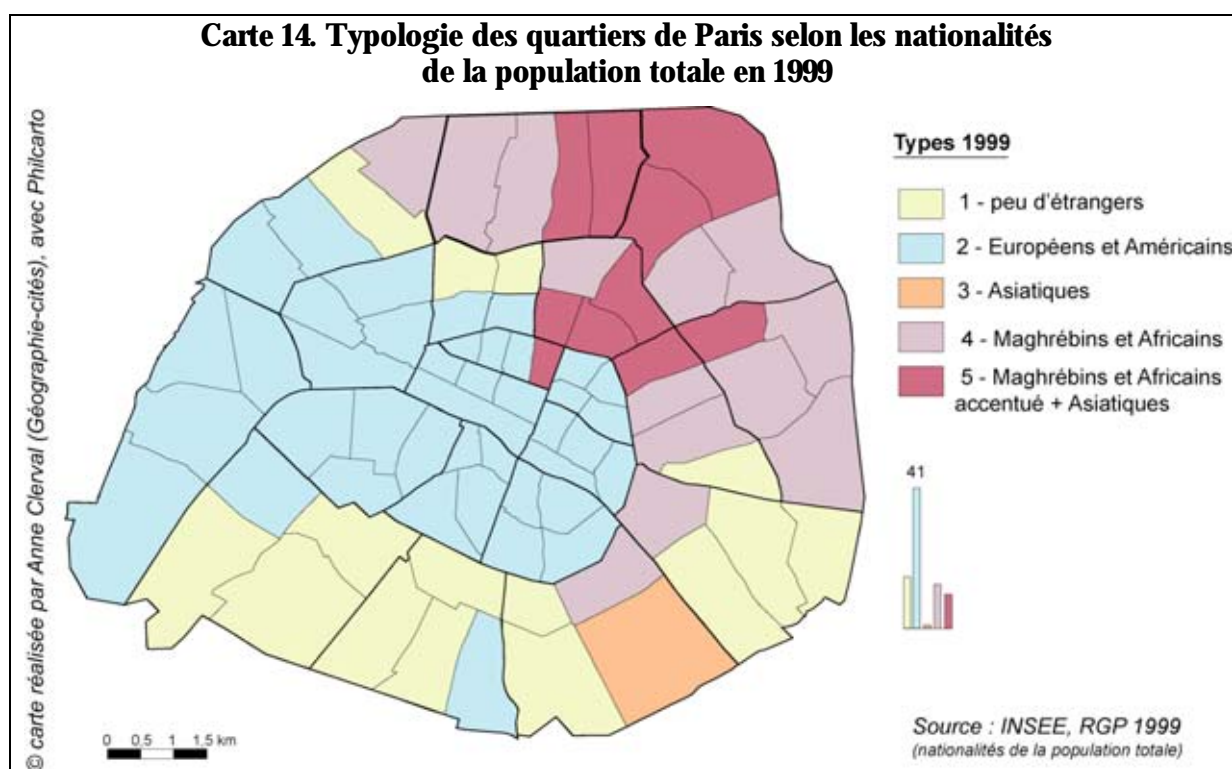 Carte 14. Typologie des quartiers de Paris selon les nationalités
de la population totale en 1999
© carte réalisée par Anne Clerval (Géographie-cités), avec Philcarto
Types 1999
1 - peu d'étrangers
2 - Européens et Américains
3 - Asiatiques
4 - Maghrébins et Africains
5 - Maghrébins et Africains
accentué + Asiatiques
41
0 0,5 1 1,5 km
Source : INSEE, RGP 1999
(nationalités de la population totale)